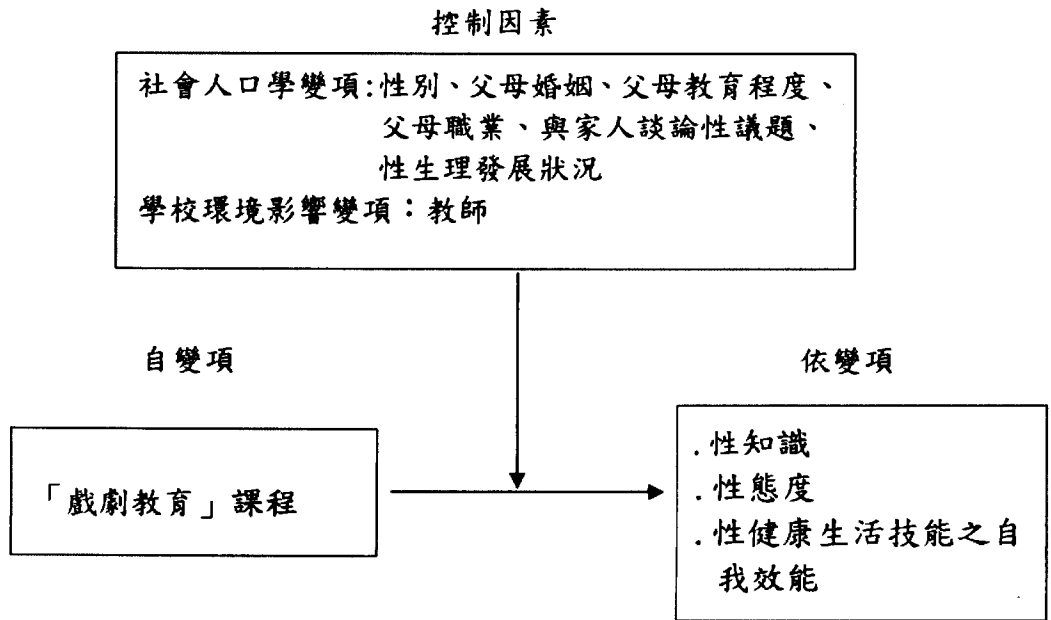 控制因素
社會人口學變項:性別、父母婚姻、父母教育程度、
父母職業、與家人談論性議題、
性生理發展狀況
學校環境影響變項：教師
自變項
依變項
「戲劇教育」課程
.性知識
.性態度
.性健康生活技能之自
我效能